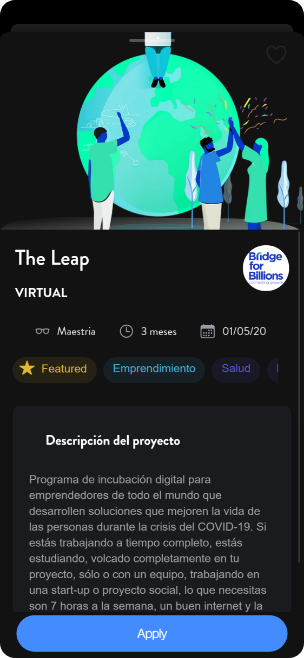 The Leap
Bridge
for
Billions
VIRTUAL
Maestria
3 meses
01/05/20
Featured
Emprendimiento
Salud
Descripción del proyecto
Programa de incubación digital para
emprendedores de todo el mundo que
desarrollen soluciones que mejoren la vida de
las personas durante la crisis del COVID-19. Si
estás trabajando a tiempo completo, estás
estudiando, volcado completamente en tu
proyecto, sólo o con un equipo, trabajando en
una start-up o proyecto social, lo que necesitas
son 7 horas a la semana, un buen internet y la
Apply